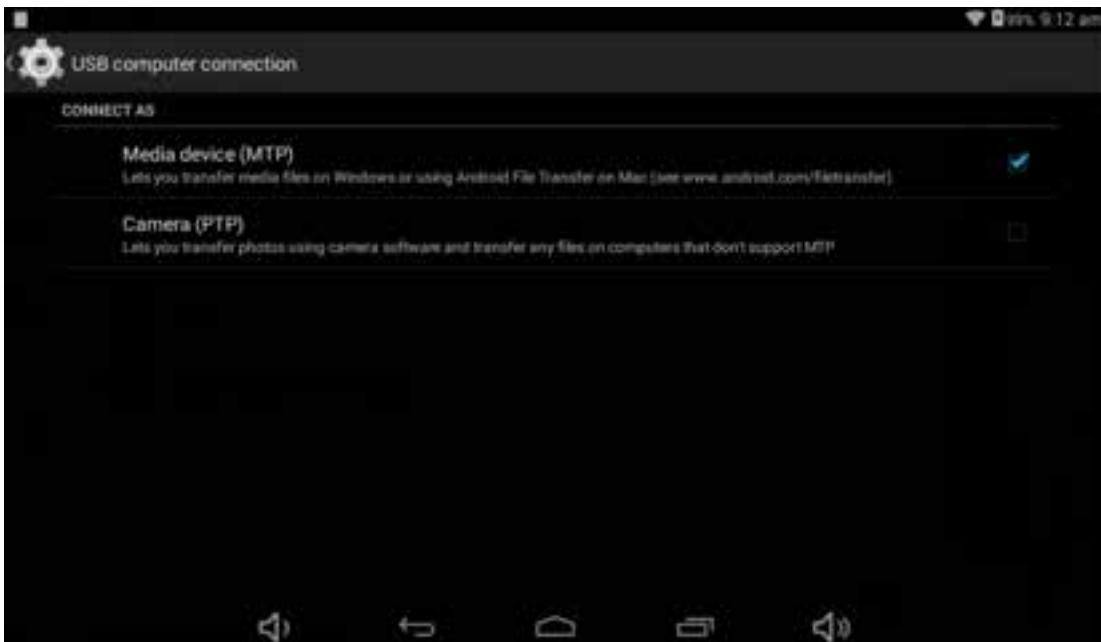 99% 9:12 am
USB computer connection
CONNECT AS
Media device (MTP)
Lets you transfer media files on Windows or using Android File Transfer on Mac (see www.android.com/filetransfer)
Camera (PTP)
Lets you transfer photos using camera software and transfer any files on computers that don't support MTP